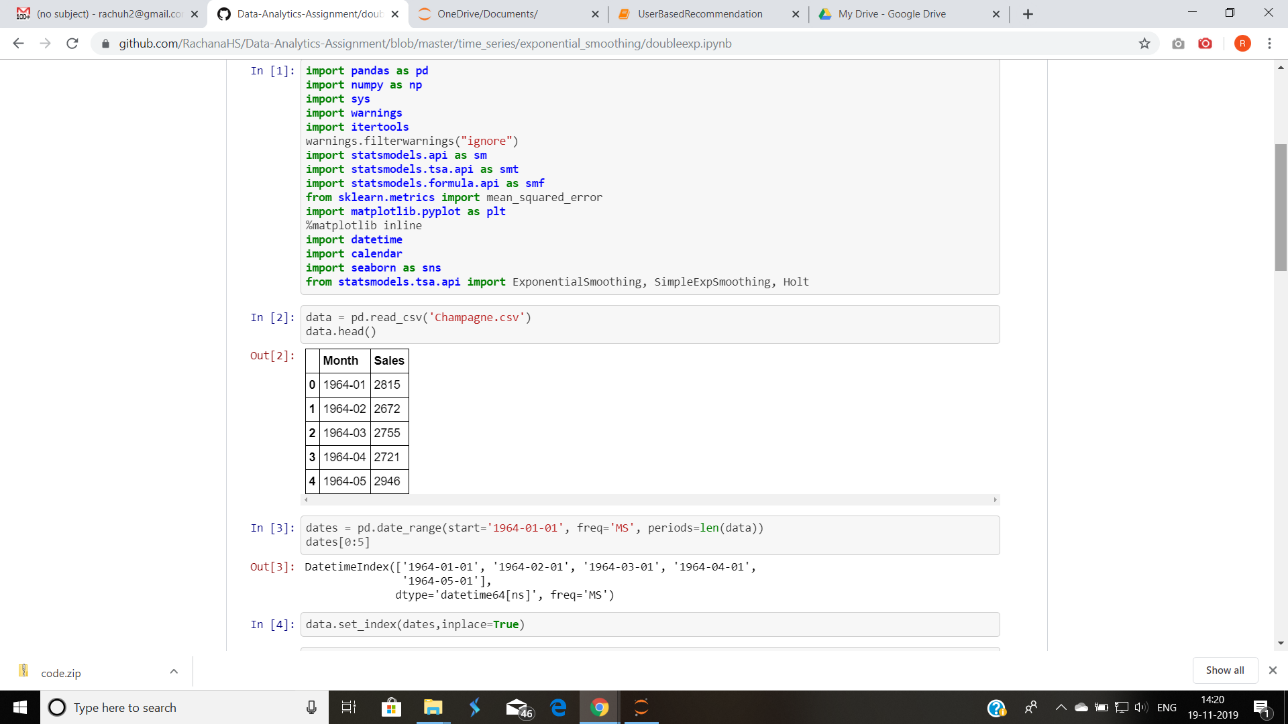 (no subject) - rachuh2@gmail.co
Data-Analytics-Assignment/doub
OneDrive/Documents/
UserBasedRecommendation
My Drive - Google Drive
github.com/RachanaHS/Data-Analytics-Assignment/blob/master/time_series/exponential_smoothing/doubleexp.ipynb
R
In [1]: import pandas as pd
import numpy as np
import sys
import warnings
import itertools
warnings.filterwarnings("ignore")
import statsmodels.api as sm
import statsmodels.tsa.api as smt
import statsmodels.formula.api as smf
from sklearn.metrics import mean_squared_error
import matplotlib.pyplot as plt
%matplotlib inline
import datetime
import calendar
import seaborn as sns
from statsmodels.tsa.api import ExponentialSmoothing, SimpleExpSmoothing, Holt
In [2]: data = pd.read_csv('Champagne.csv')
data.head()
Out[2]:
Month Sales
0 1964-01 2815
1 1964-02 2672
2 1964-03 2755
3 1964-04 2721
4 1964-05 2946
In [3]: dates = pd.date_range(start='1964-01-01', freq='MS', periods=len(data))
dates[0:5]
Out[3]: DatetimeIndex(['1964-01-01', '1964-02-01', '1964-03-01', '1964-04-01',
'1964-05-01'],
dtype='datetime64[ns]', freq='MS')
In [4]: data.set_index(dates,inplace=True)
code.zip
Show all
Type here to search
46
ENG
14:20
19-11-2019
1